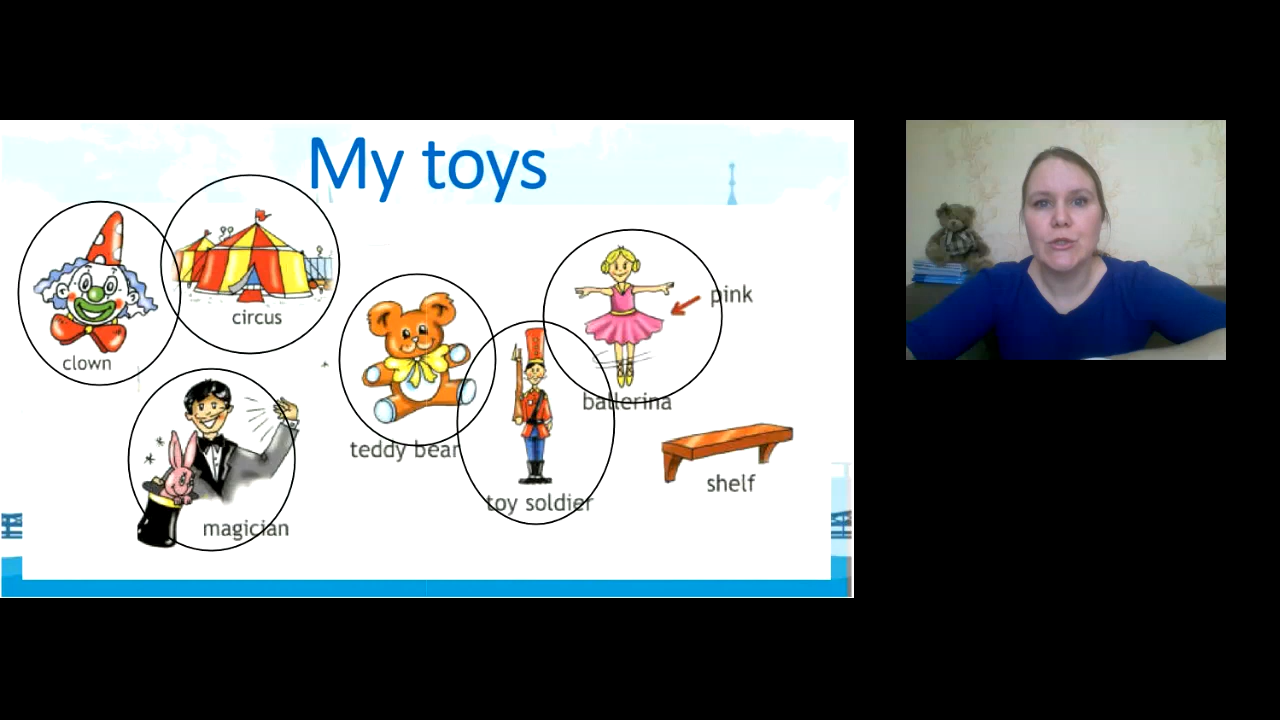 My toys
clown
circus
magician
teddy bear
toy soldier
ballerina
pink
shelf